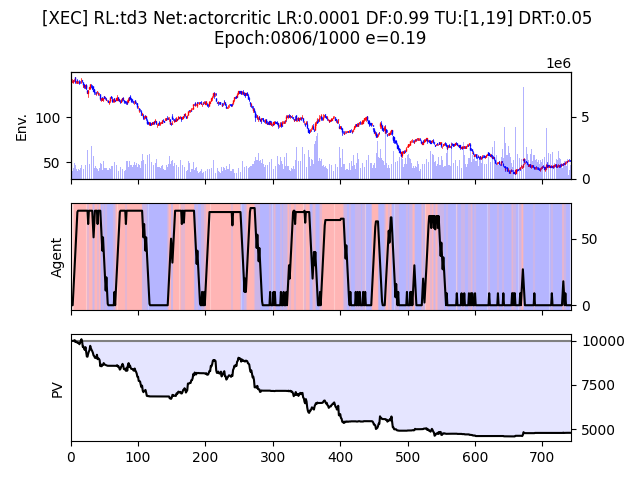 [XEC] RL:td3 Net:actorcritic LR:0.0001 DF:0.99 TU:[1,19] DRT:0.05
Epoch:0806/1000 e=0.19
1e6
Env.
100
50
5
0
Agent
50
0
PV
10000
7500
5000
0 100 200 300 400 500 600 700